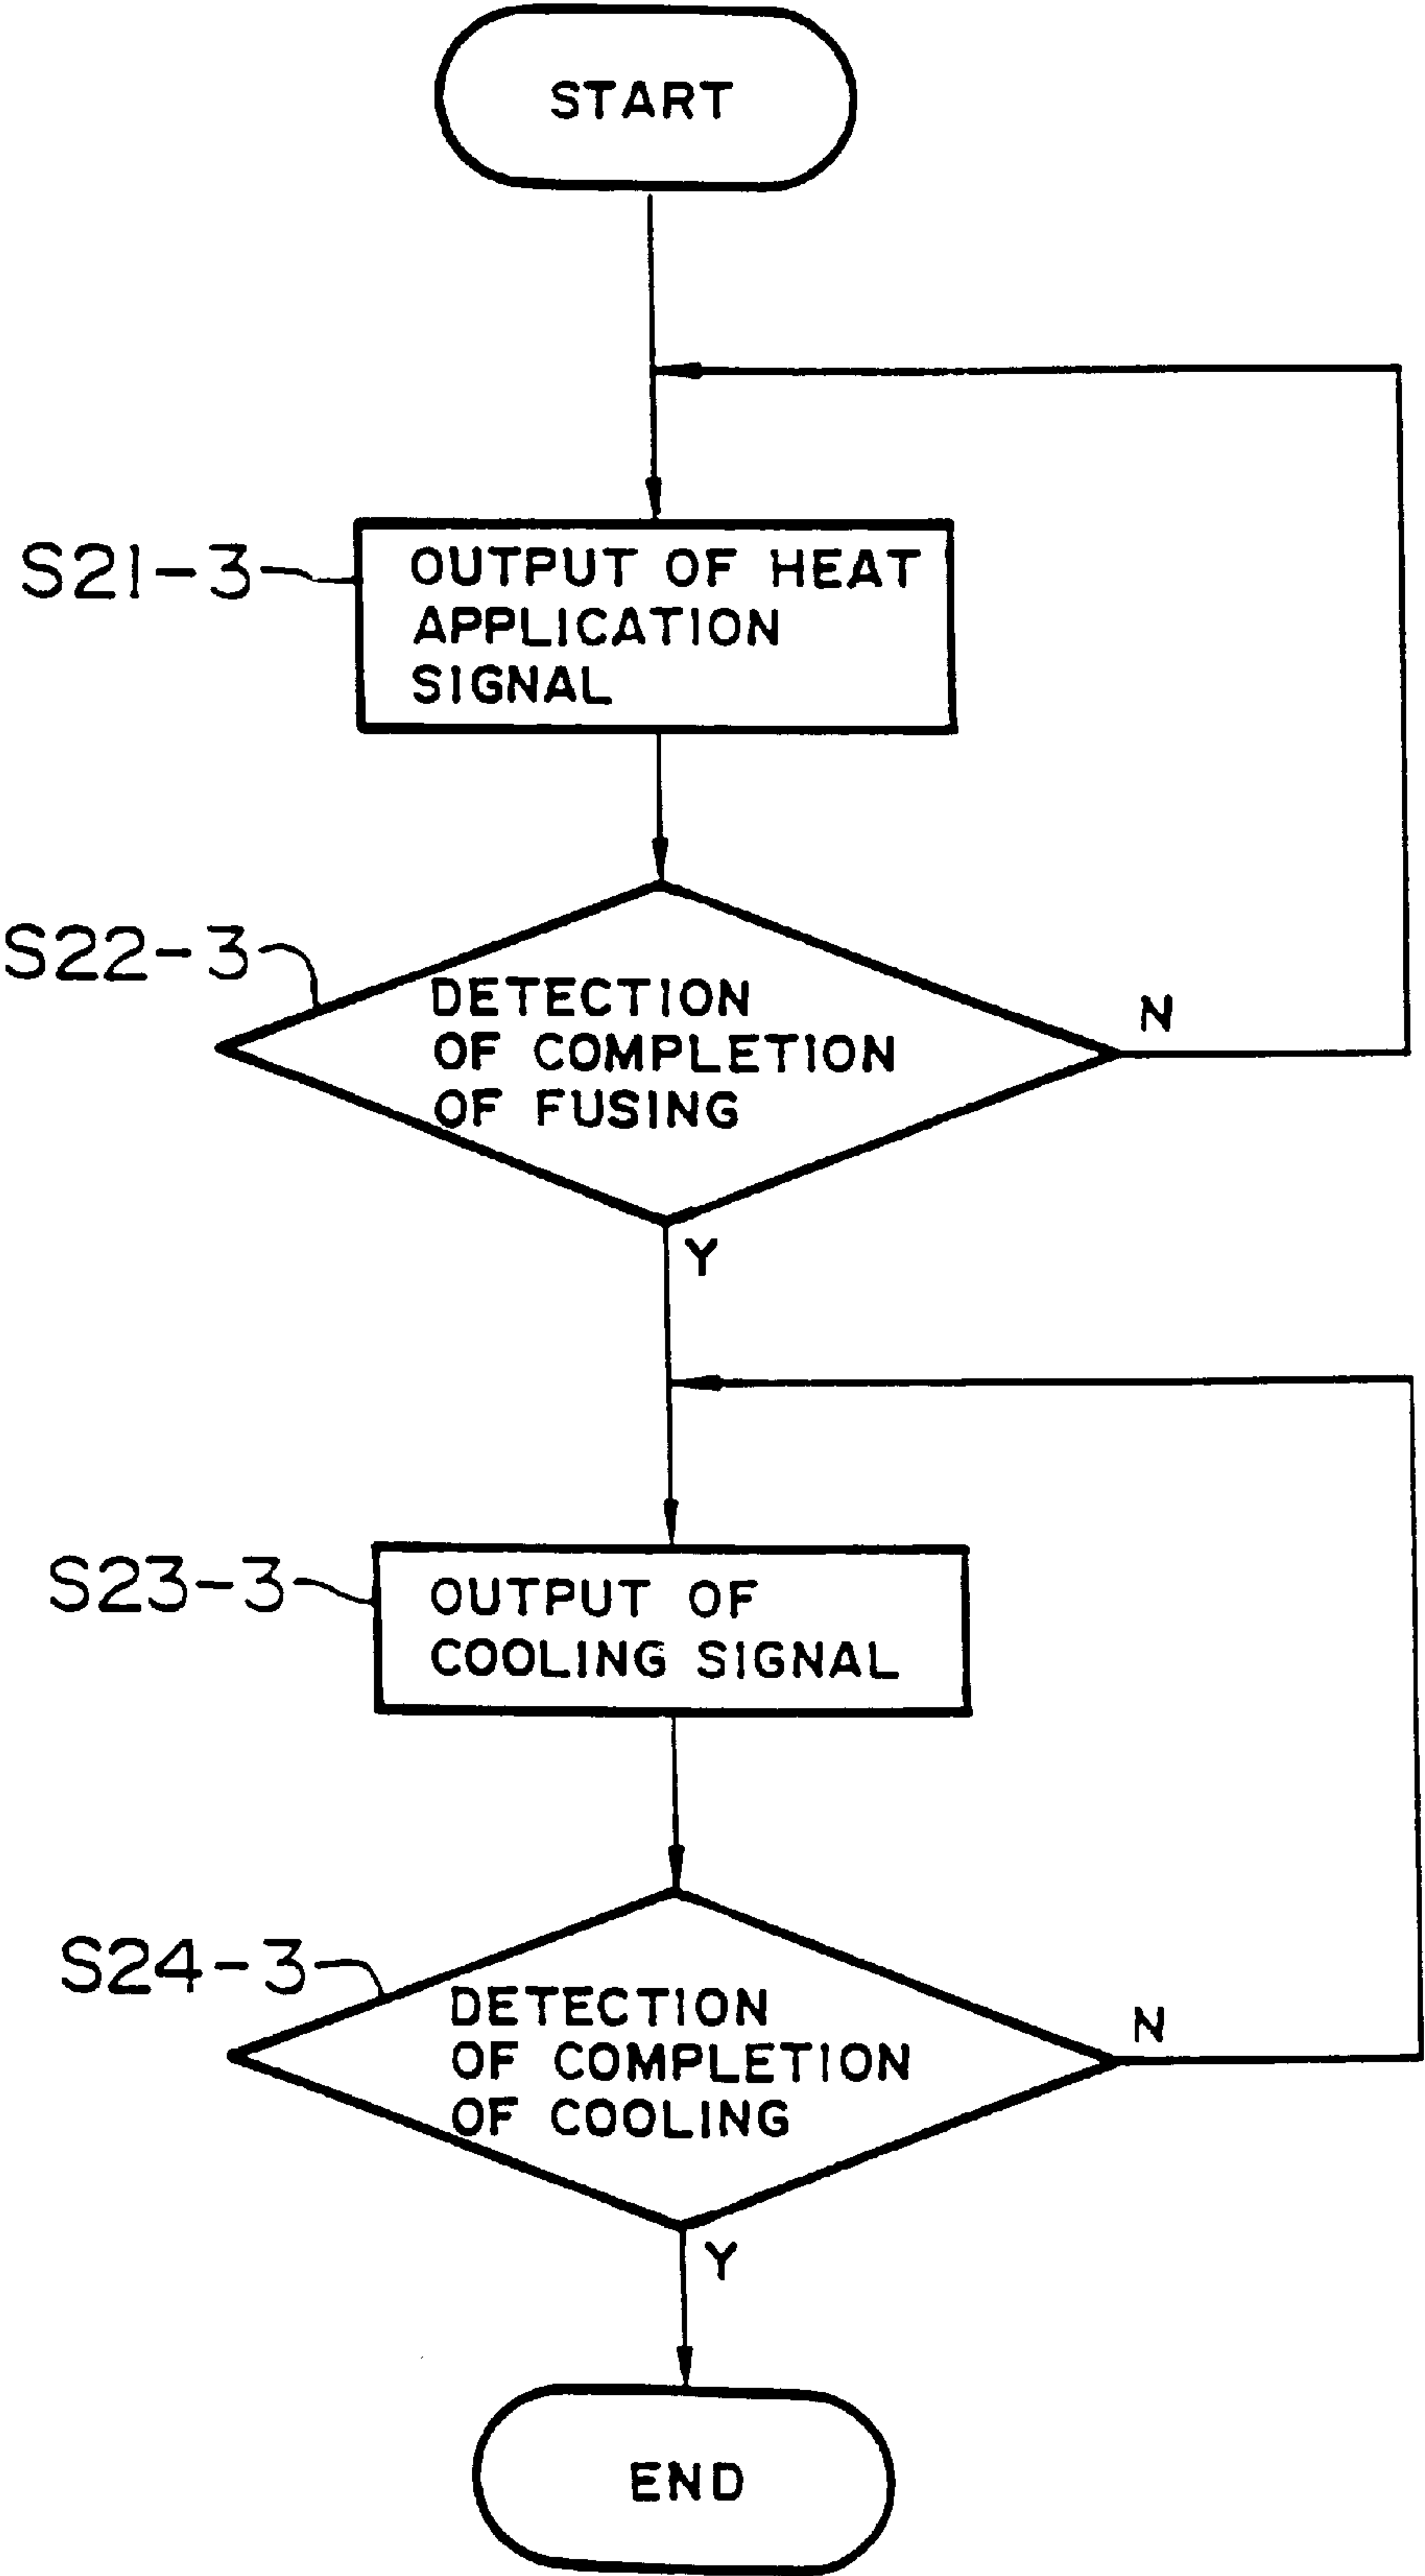 START
S21-3
OUTPUT OF HEAT
APPLICATION
SIGNAL
S22-3
DETECTION
OF COMPLETION
OF FUSING
N
Y
S23-3
OUTPUT OF
COOLING SIGNAL
S24-3
DETECTION
OF COMPLETION
OF COOLING
N
Y
END